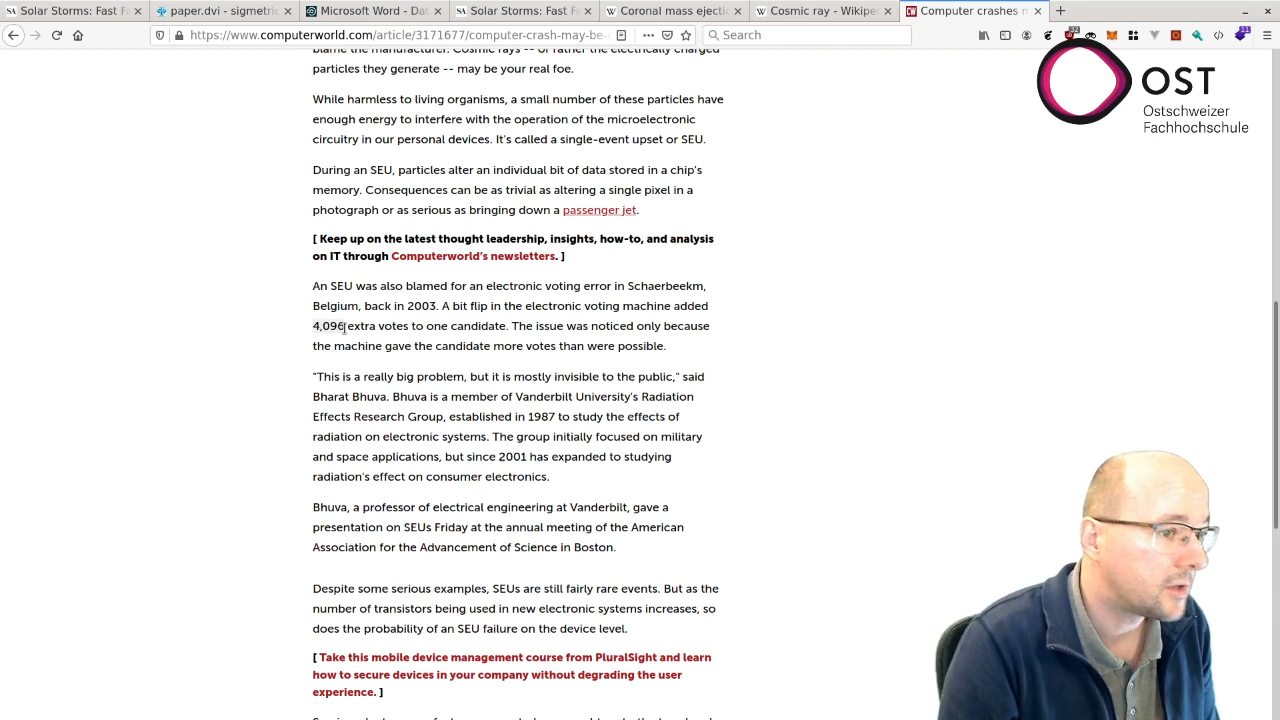 Solar Storms: Fast F
paper.dvi - sigmetric
Microsoft Word - Dat
Solar Storms: Fast F
Coronal mass ejecti
Cosmic ray - Wikipe
Computer crashes m
https://www.computerworld.com/article/3171677/computer-crash-may-be-
Search
OST
Ostschweizer
Fachhochschule
blame the manufacturer. Cosmic rays -- or rather the electrically charged
particles they generate -- may be your real foe.
While harmless to living organisms, a small number of these particles have
enough energy to interfere with the operation of the microelectronic
circuitry in our personal devices. It's called a single-event upset or SEU.
During an SEU, particles alter an individual bit of data stored in a chip's
memory. Consequences can be as trivial as altering a single pixel in a
photograph or as serious as bringing down a passenger jet.
[ Keep up on the latest thought leadership, insights, how-to, and analysis
on IT through Computerworld's newsletters. ]
An SEU was also blamed for an electronic voting error in Schaerbeekm,
Belgium, back in 2003. A bit flip in the electronic voting machine added
4,096 extra votes to one candidate. The issue was noticed only because
the machine gave the candidate more votes than were possible.
"This is a really big problem, but it is mostly invisible to the public," said
Bharat Bhuva. Bhuva is a member of Vanderbilt University's Radiation
Effects Research Group, established in 1987 to study the effects of
radiation on electronic systems. The group initially focused on military
and space applications, but since 2001 has expanded to studying
radiation's effect on consumer electronics.
Bhuva, a professor of electrical engineering at Vanderbilt, gave a
presentation on SEUs Friday at the annual meeting of the American
Association for the Advancement of Science in Boston.
Despite some serious examples, SEUs are still fairly rare events. But as the
number of transistors being used in new electronic systems increases, so
does the probability of an SEU failure on the device level.
[ Take this mobile device management course from PluralSight and learn
how to secure devices in your company without degrading the user
experience. ]